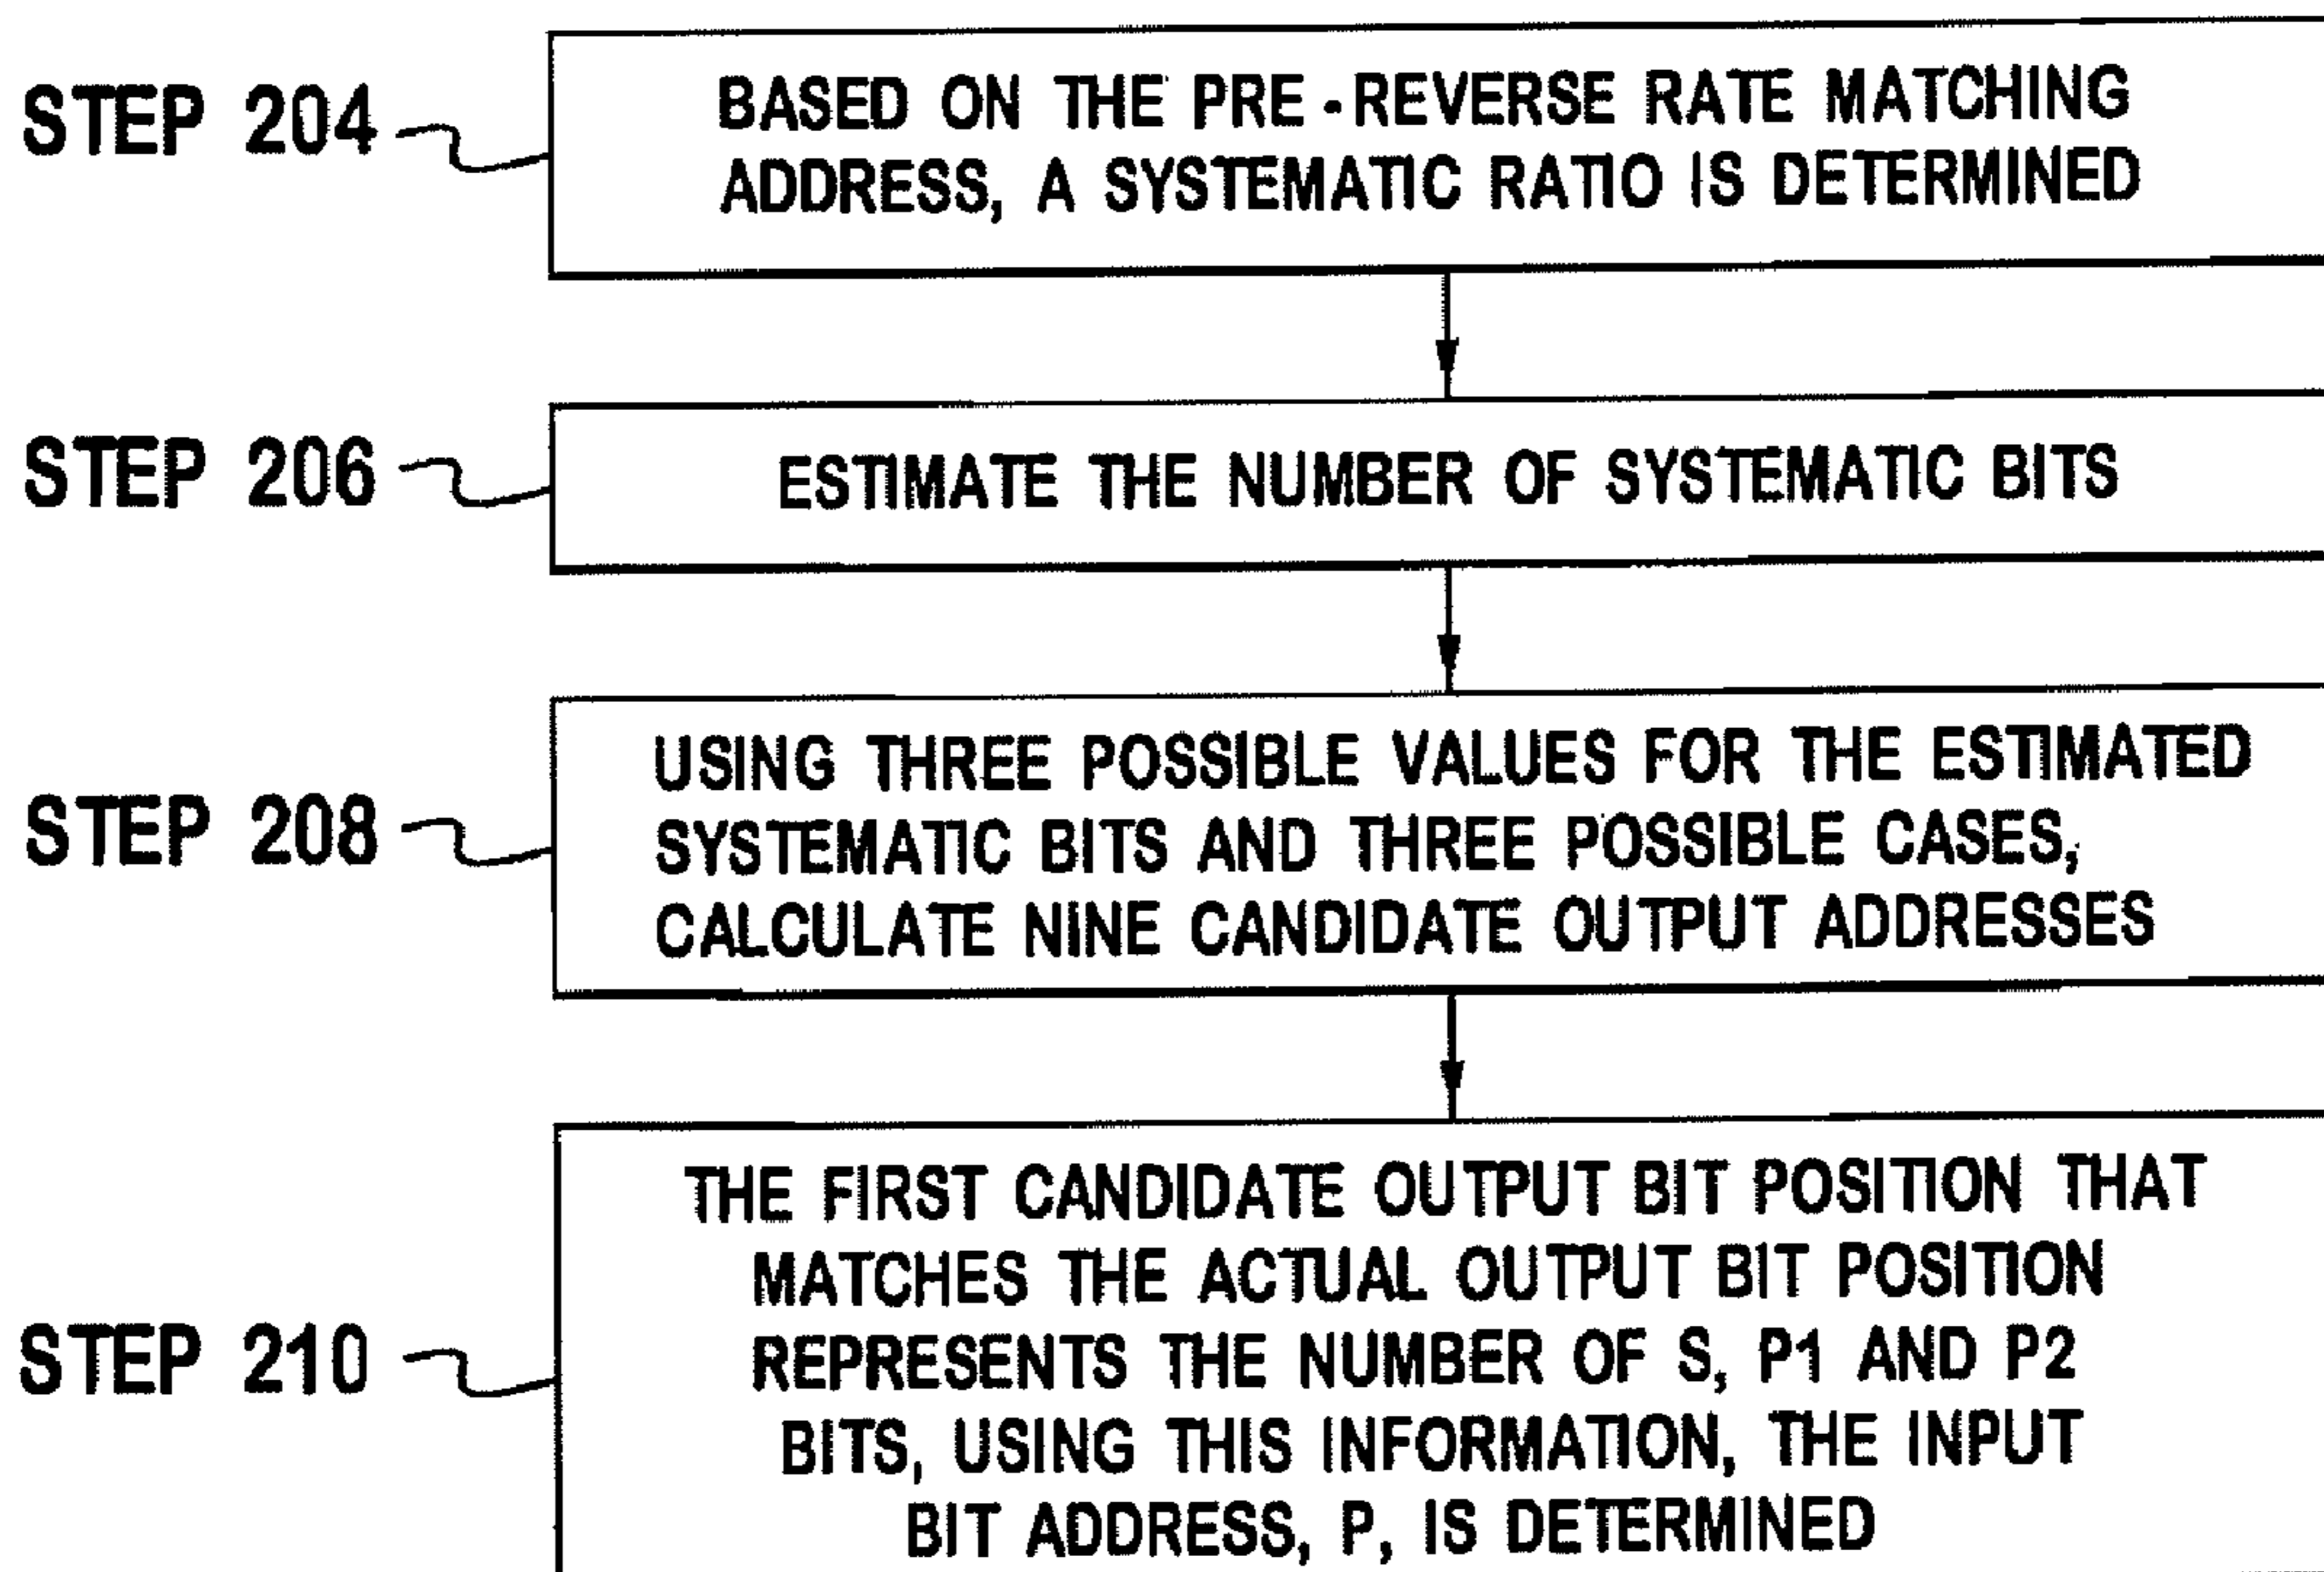 STEP 204
BASED ON THE PRE-REVERSE RATE MATCHING
ADDRESS, A SYSTEMATIC RATIO IS DETERMINED
STEP 206
ESTIMATE THE NUMBER OF SYSTEMATIC BITS
STEP 208
USING THREE POSSIBLE VALUES FOR THE ESTIMATED
SYSTEMATIC BITS AND THREE POSSIBLE CASES,
CALCULATE NINE CANDIDATE OUTPUT ADDRESSES
STEP 210
THE FIRST CANDIDATE OUTPUT BIT POSITION THAT
MATCHES THE ACTUAL OUTPUT BIT POSITION
REPRESENTS THE NUMBER OF S, P1 AND P2
BITS, USING THIS INFORMATION, THE INPUT
BIT ADDRESS, P, IS DETERMINED